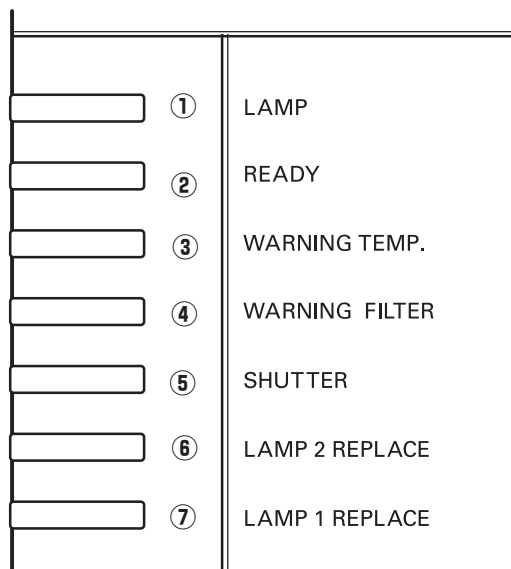 ① LAMP
② READY
③ WARNING TEMP.
④ WARNING FILTER
⑤ SHUTTER
⑥ LAMP 2 REPLACE
⑦ LAMP 1 REPLACE